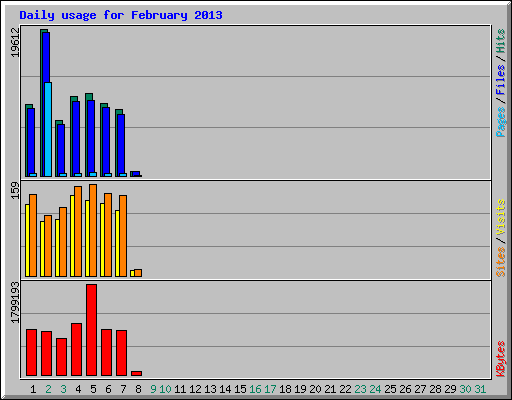 Daily usage for February 2013
19612
Pages / Files / Hits
159
Sites / Visits
1799193
KBytes
1 2 3 4 5 6 7 8 9 10 11 12 13 14 15 16 17 18 19 20 21 22 23 24 25 26 27 28 29 30 31